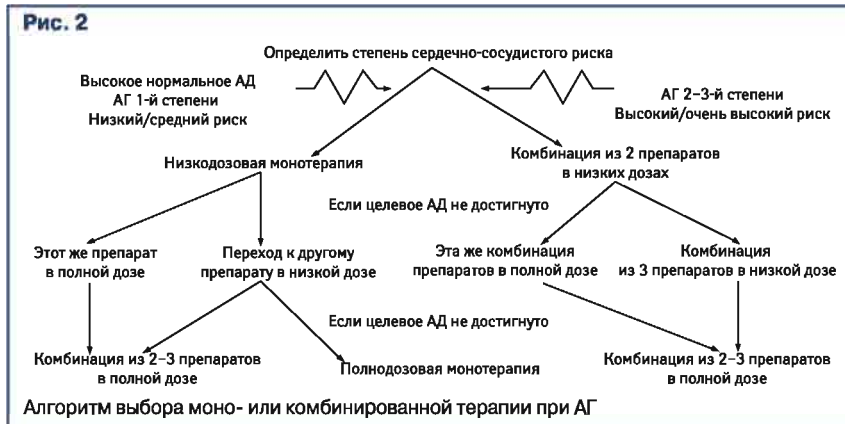 Рис. 2
Определить степень сердечно-сосудистого риска
Высокое нормальное АД
АГ 1-й степени
Низкий/средний риск
АГ 2–3-й степени
Высокий/очень высокий риск
Низкодозовая монотерапия
Комбинация из 2 препаратов
в низких дозах
Если целевое АД не достигнуто
Этот же препарат
в полной дозе
Переход к другому
препарату в низкой дозе
Эта же комбинация
препаратов в полной дозе
Комбинация
из 3 препаратов в низкой дозе
Если целевое АД не достигнуто
Комбинация из 2–3 препаратов
в полной дозе
Полнодозовая монотерапия
Комбинация из 2–3 препаратов
в полной дозе
Алгоритм выбора моно- или комбинированной терапии при АГ